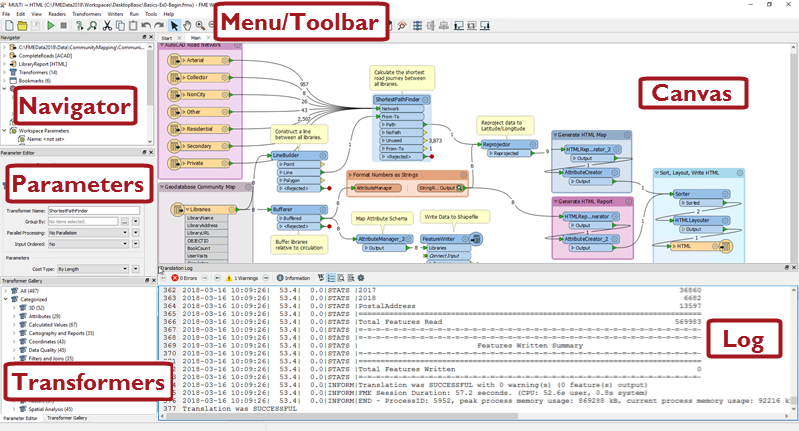 MULTI -> HTML (C:\FMEData2018\Workspaces\DesktopBasic\Basics-Ex0-Begin.fmw) - FME W
File Edit Readers Transformers Writers Run Tools Window Help
Menu/Toolbar
Navigator
C:\FMEData2018\Data\CommunityMapping\Communi...
CompleteRoads [ACAD]
LibraryReport [HTML]
Transformers (14)
Bookmarks (6)
Navigator
Workspace Parameters
Name: <not set>
Parameter Editor
Parameters
Transformer Name: ShortestPathFinder
Group By: No items selected.
Parallel Processing: No Parallelism
Input Ordered: No
Parameters
Cost Type: By Length
Transformer Gallery
All (497)
Categorized
3D (52)
Attributes (29)
Calculated Values (67)
Cartography and Reports (35)
Coordinates (43)
Data Quality (45)
Filters and Joins (35)
Transformers
Spatial Analysis (45)
Parameter Editor Transformer Gallery
Start Main
Canvas
AutoCAD Road Network
Arterial
Collector
NonCity
Other
Residential
Secondary
Private
957
8
26
43
2,507
Calculate the shortest
road journey between
all libraries.
ShortestPathFinder
Network
From-To
Path
NoPath
Unused
From-To
<Rejected>
3,873
1
1
Construct a line
between all libraries.
LineBuilder
Point
Line
Polygon
<Rejected>
1
Reproject data to
Latitude/Longitude
Reprojector
Reprojected
9
Generate HTML Map
HTMLRep...rator_2
Output
AttributeCreator
Output
1
Format Numbers as Strings
AttributeManager
StringR... Output
Geodatabase Community Map
Libraries
LibraryName
LibraryAddress
LibraryURL
OBJECTID
BookCount
UserVisits
8
Bufferer
Buffered
<Rejected>
8
8
Buffer libraries
relative to circulation
Map Attribute Schema
AttributeManager_2
Output
Write Data to Shapefile
FeatureWriter
Libraries
Connect Input
8
Generate HTML Report
HTMLRep...nerator
Output
AttributeCreator_2
Output
1
Sort, Layout, Write HTML
Sorter
Sorted
HTMLLayouter
Output
HTML
2
1
Translation Log
0 Errors 1 Warnings Information
362 2018-03-16 10:09:26| 53.4| 0.0|STATS |2017 36860
363 2018-03-16 10:09:26| 53.4| 0.0|STATS |2018 6682
364 2018-03-16 10:09:26| 53.4| 0.0|STATS |PostalAddress 13597
365 2018-03-16 10:09:26| 53.4| 0.0|STATS |
366 2018-03-16 10:09:26| 53.4| 0.0|STATS |Total Features Read 569983
367 2018-03-16 10:09:26| 53.4| 0.0|STATS |
368 2018-03-16 10:09:26| 53.4| 0.0|STATS |
369 2018-03-16 10:09:26| 53.4| 0.0|STATS | Features Written Summary
370 2018-03-16 10:09:26| 53.4| 0.0|STATS |
371 2018-03-16 10:09:26| 53.4| 0.0|STATS |
372 2018-03-16 10:09:26| 53.4| 0.0|STATS |Total Features Written 0
373 2018-03-16 10:09:26| 53.4| 0.0|STATS |
374 2018-03-16 10:09:26| 53.4| 0.0|INFORM|Translation was SUCCESSFUL with 0 warning(s) (0 feature(s) output)
375 2018-03-16 10:09:26| 53.4| 0.0|INFORM|FME Session Duration: 57.2 seconds. (CPU: 52.6s user, 0.8s system)
376 2018-03-16 10:09:26| 53.4| 0.0|INFORM|END - ProcessID: 5952, peak process memory usage: 869288 kB, current process memory usage: 92216 k
377 Translation was SUCCESSFUL
Log